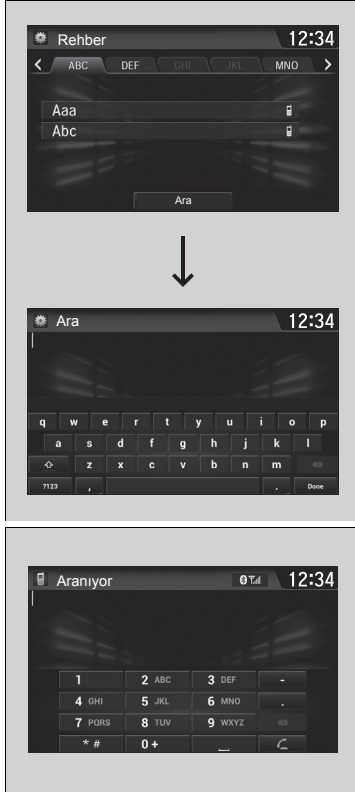 Rehber 12:34
ABC DEF GHI JKL MNO
Aaa
Abc
Ara
Ara 12:34
q w e r t y u i o p
a s d f g h j k l
z x c v b n m
?123 , . Done
Aranıyor 12:34
1 2 ABC 3 DEF -
4 GHI 5 JKL 6 MNO .
7 PQRS 8 TUV 9 WXYZ
* # 0 +